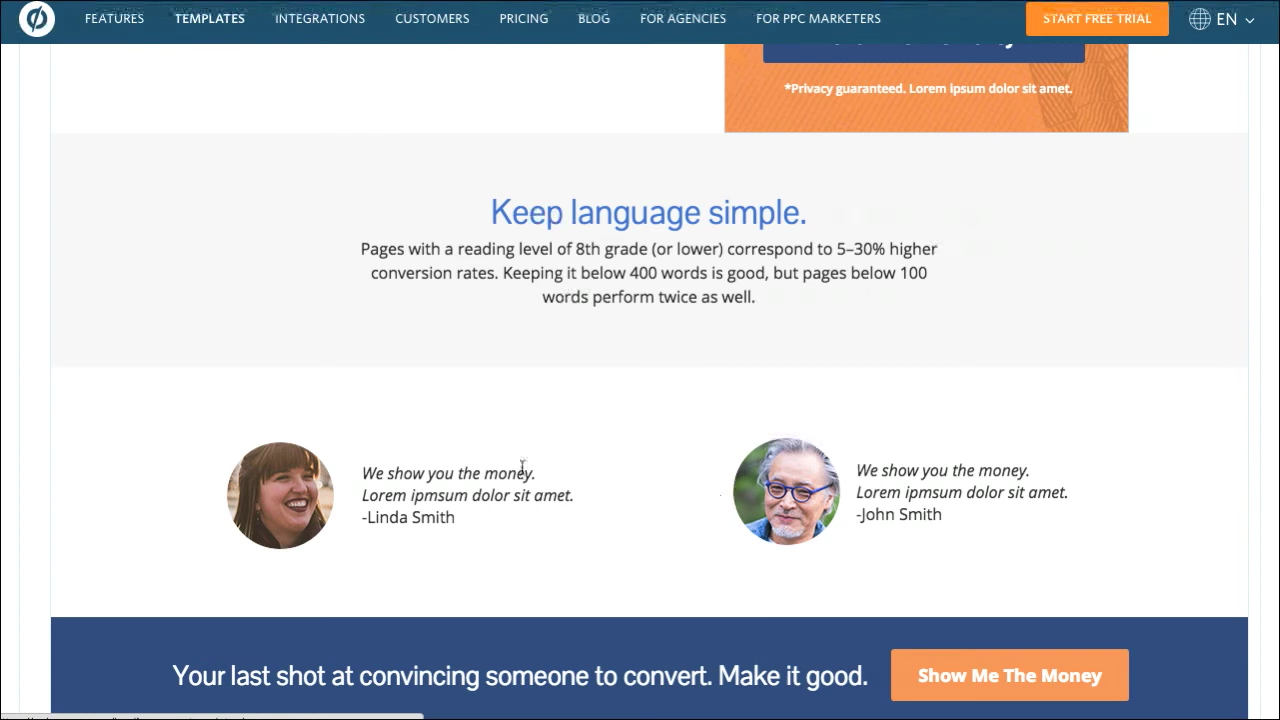 FEATURES TEMPLATES INTEGRATIONS CUSTOMERS PRICING BLOG FOR AGENCIES FOR PPC MARKETERS START FREE TRIAL EN
*Privacy guaranteed. Lorem ipsum dolor sit amet.
Keep language simple.
Pages with a reading level of 8th grade (or lower) correspond to 5–30% higher
conversion rates. Keeping it below 400 words is good, but pages below 100
words perform twice as well.
We show you the money.
Lorem ipmsum dolor sit amet.
-Linda Smith
We show you the money.
Lorem ipmsum dolor sit amet.
-John Smith
Your last shot at convincing someone to convert. Make it good.
Show Me The Money